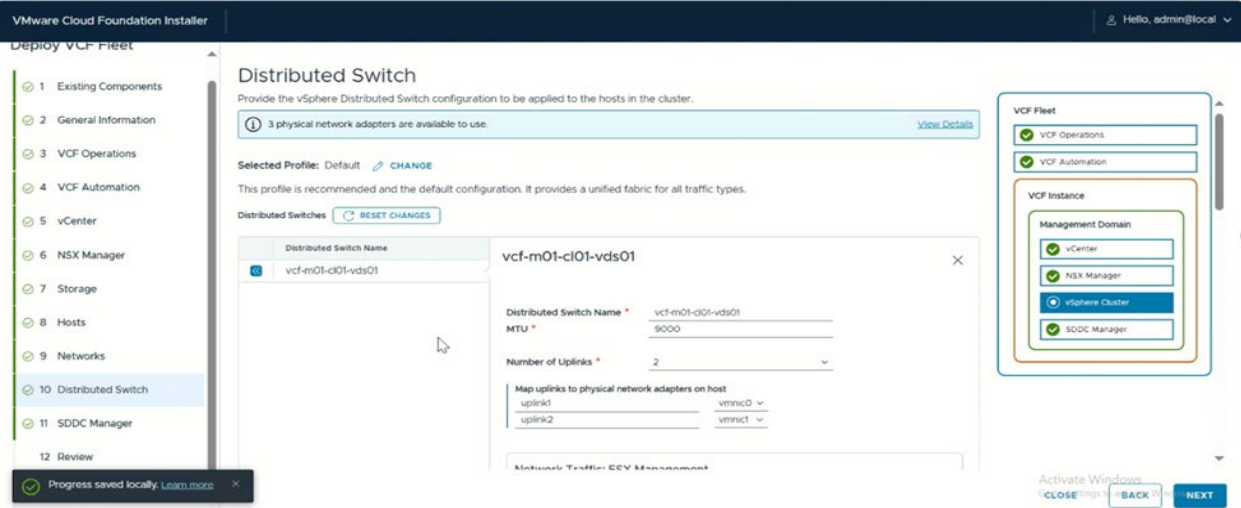 VMware Cloud Foundation Installer
Hello, admin@local
Deploy VCF Fleet
1 Existing Components
2 General Information
3 VCF Operations
4 VCF Automation
5 vCenter
6 NSX Manager
7 Storage
8 Hosts
9 Networks
10 Distributed Switch
11 SDDC Manager
12 Review
Progress saved locally. Learn more
Distributed Switch
Provide the vSphere Distributed Switch configuration to be applied to the hosts in the cluster.
3 physical network adapters are available to use. View Details
Selected Profile: Default CHANGE
This profile is recommended and the default configuration. It provides a unified fabric for all traffic types.
Distributed Switches RESET CHANGES
Distributed Switch Name
vcf-m01-cl01-vds01
vcf-m01-cl01-vds01
Distributed Switch Name * vcf-m01-cl01-vds01
MTU * 9000
Number of Uplinks * 2
Map uplinks to physical network adapters on host
uplink1 vmnic0
uplink2 vmnic1
Network Traffic: ESX Management
VCF Fleet
VCF Operations
VCF Automation
VCF Instance
Management Domain
vCenter
NSX Manager
vSphere Cluster
SDDC Manager
Activate Windows
CLOSE BACK NEXT